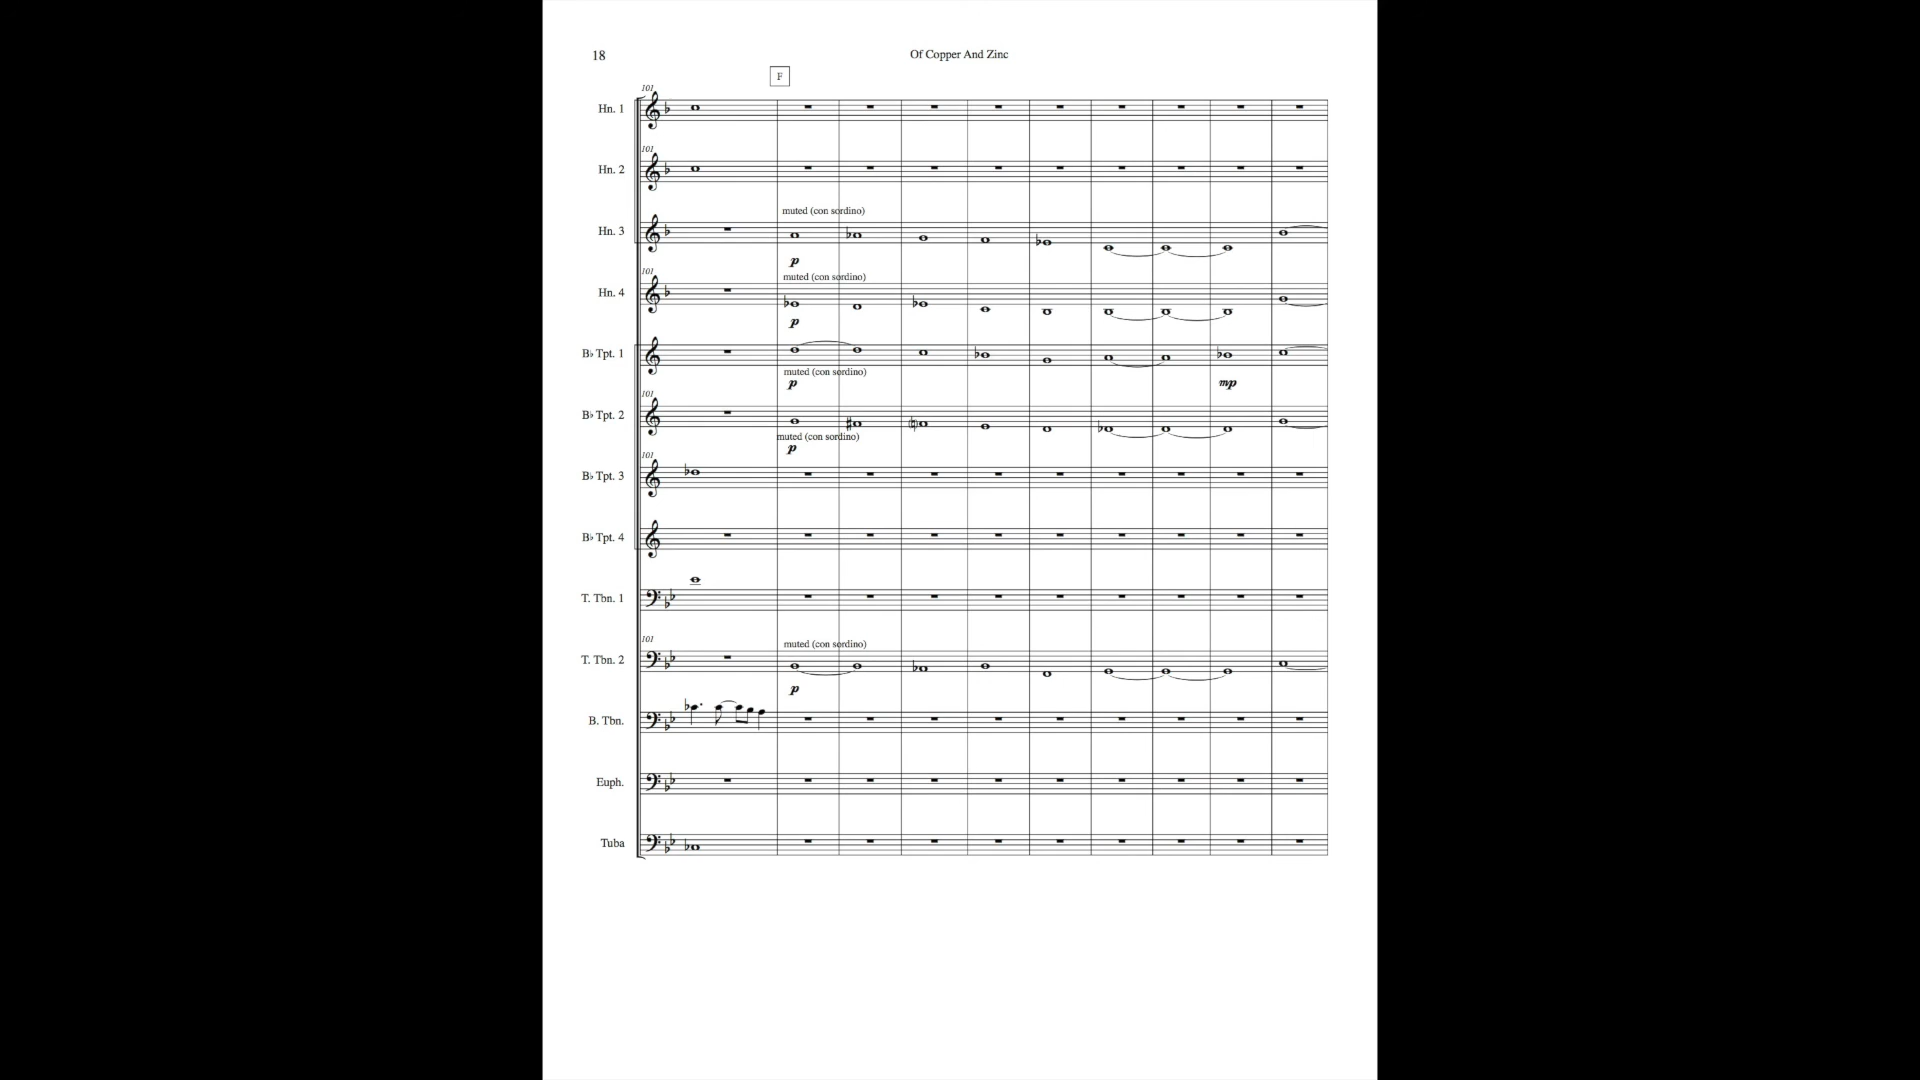 18
Of Copper And Zinc
F
101
Hn. 1
101
Hn. 2
muted (con sordino)
Hn. 3
p
101
muted (con sordino)
Hn. 4
p
B♭ Tpt. 1
muted (con sordino)
p
mp
101
B♭ Tpt. 2
muted (con sordino)
p
101
B♭ Tpt. 3
B♭ Tpt. 4
T. Tbn. 1
101
muted (con sordino)
T. Tbn. 2
p
B. Tbn.
Euph.
Tuba